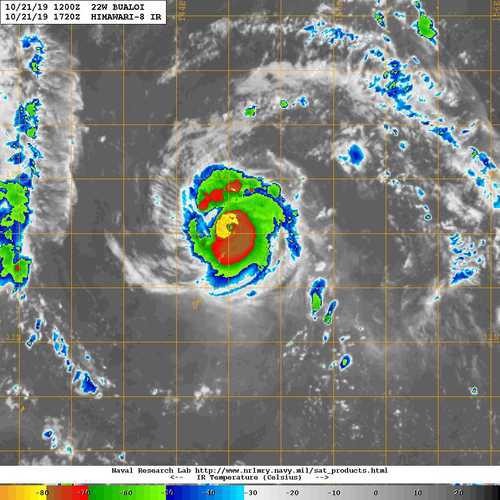 10/21/19 1200Z 22W BUALOI
10/21/19 1720Z HIMAWARI-8 IR
Naval Research Lab http://www.nrlmry.navy.mil/sat_products.html
<-- IR Temperature (Celsius) -->
-80 -70 -60 -50 -40 -30 -20 -10 0 10 20